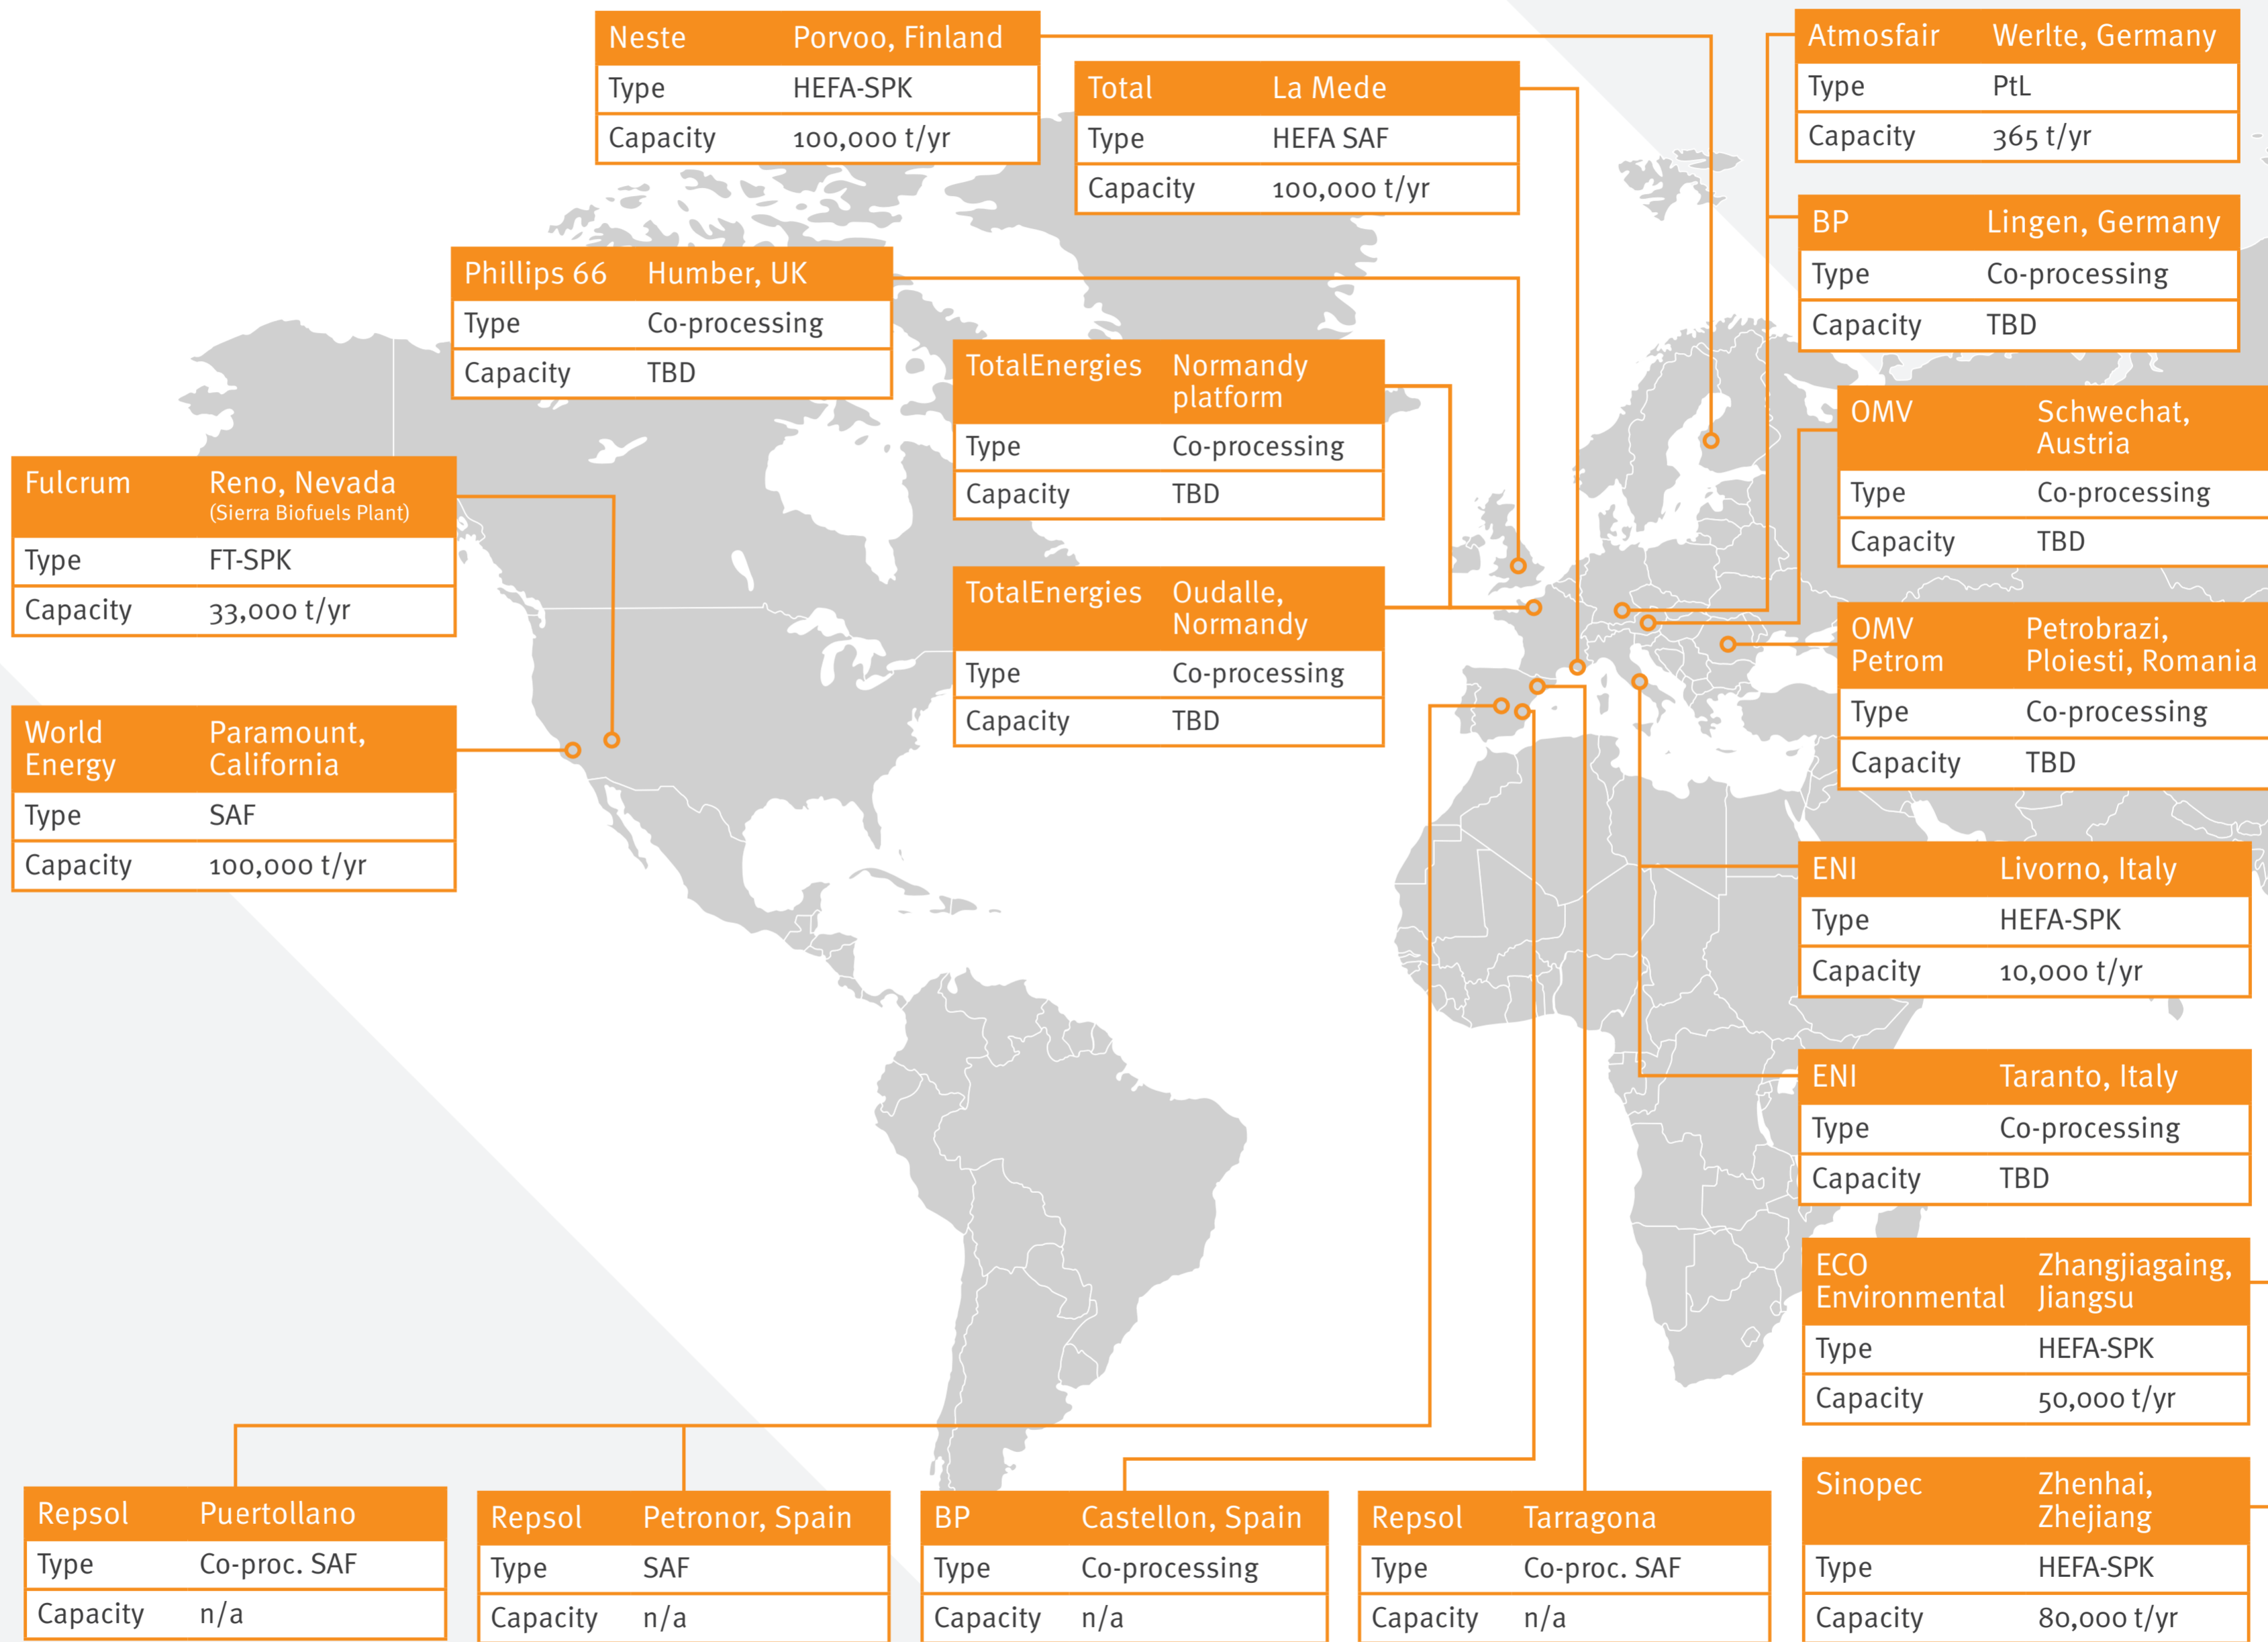 Neste Porvoo, Finland
Type HEFA-SPK
Capacity 100,000 t/yr
Total La Mede
Type HEFA SAF
Capacity 100,000 t/yr
Atmosfair Werlte, Germany
Type PtL
Capacity 365 t/yr
BP Lingen, Germany
Type Co-processing
Capacity TBD
Phillips 66 Humber, UK
Type Co-processing
Capacity TBD
TotalEnergies Normandy
platform
Type Co-processing
Capacity TBD
OMV Schwechat,
Austria
Type Co-processing
Capacity TBD
Fulcrum Reno, Nevada
(Sierra Biofuels Plant)
Type FT-SPK
Capacity 33,000 t/yr
TotalEnergies Oudalle,
Normandy
Type Co-processing
Capacity TBD
OMV Petrobrazi,
Petrom Ploiesti, Romania
Type Co-processing
Capacity TBD
World Paramount,
Energy California
Type SAF
Capacity 100,000 t/yr
ENI Livorno, Italy
Type HEFA-SPK
Capacity 10,000 t/yr
ENI Taranto, Italy
Type Co-processing
Capacity TBD
ECO Zhangjiagaing,
Environmental Jiangsu
Type HEFA-SPK
Capacity 50,000 t/yr
Repsol Puertollano
Type Co-proc. SAF
Capacity n/a
Repsol Petronor, Spain
Type SAF
Capacity n/a
BP Castellon, Spain
Type Co-processing
Capacity n/a
Repsol Tarragona
Type Co-proc. SAF
Capacity n/a
Sinopec Zhenhai,
Zhejiang
Type HEFA-SPK
Capacity 80,000 t/yr